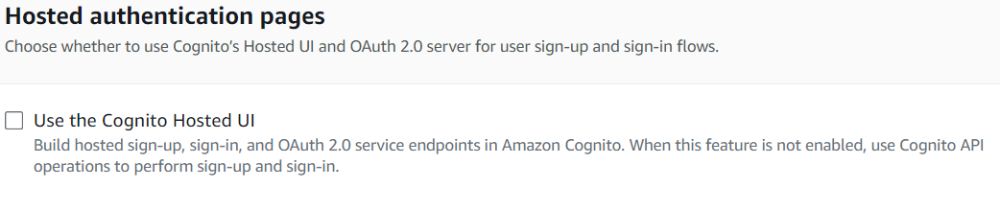 Hosted authentication pages
Choose whether to use Cognito's Hosted UI and OAuth 2.0 server for user sign-up and sign-in flows.
Use the Cognito Hosted UI
Build hosted sign-up, sign-in, and OAuth 2.0 service endpoints in Amazon Cognito. When this feature is not enabled, use Cognito API
operations to perform sign-up and sign-in.